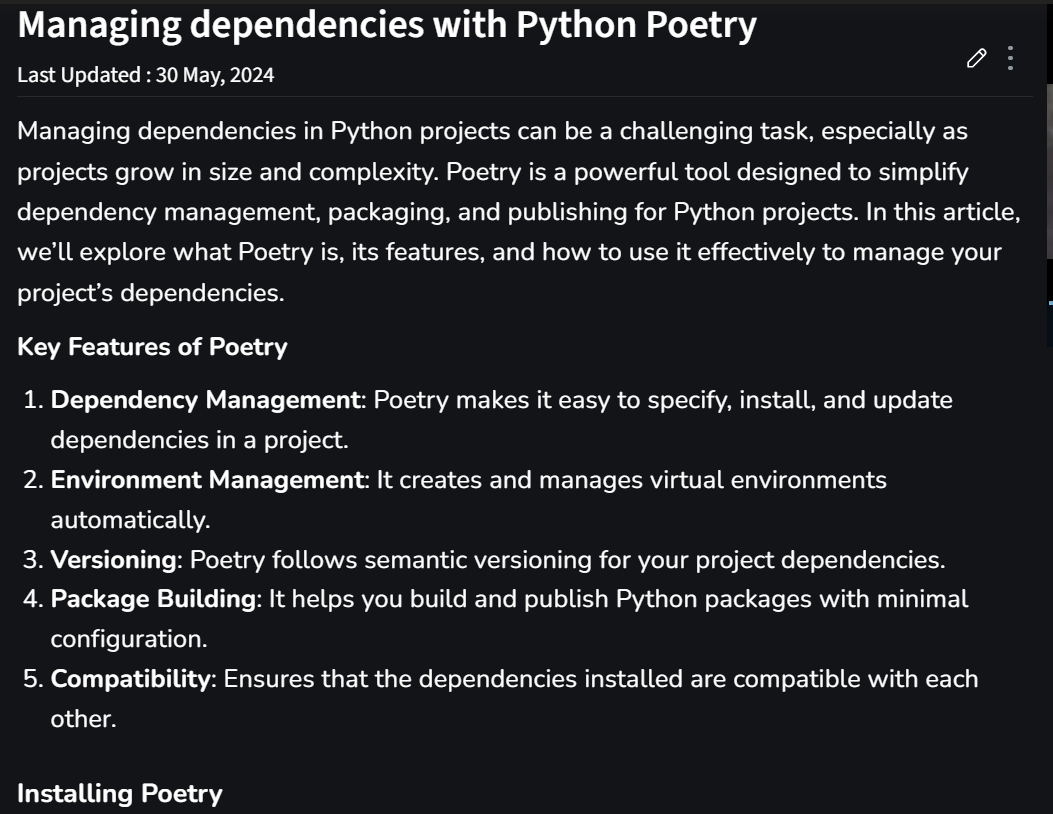 Managing dependencies with Python Poetry
Last Updated : 30 May, 2024
Managing dependencies in Python projects can be a challenging task, especially as
projects grow in size and complexity. Poetry is a powerful tool designed to simplify
dependency management, packaging, and publishing for Python projects. In this article,
we’ll explore what Poetry is, its features, and how to use it effectively to manage your
project’s dependencies.
Key Features of Poetry
1. Dependency Management: Poetry makes it easy to specify, install, and update
dependencies in a project.
2. Environment Management: It creates and manages virtual environments
automatically.
3. Versioning: Poetry follows semantic versioning for your project dependencies.
4. Package Building: It helps you build and publish Python packages with minimal
configuration.
5. Compatibility: Ensures that the dependencies installed are compatible with each
other.
Installing Poetry